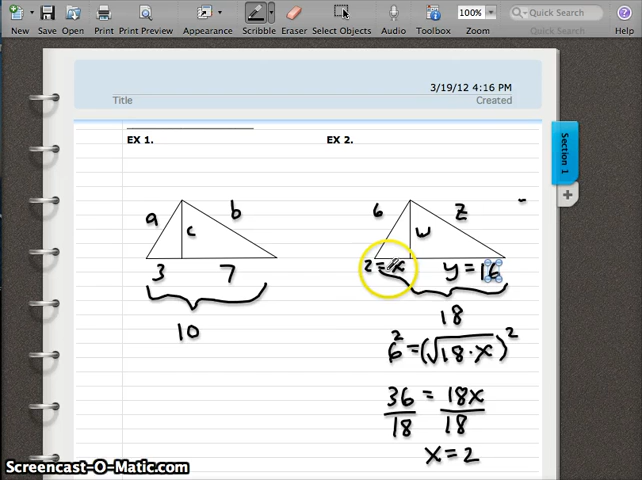 New Save Open Print Print Preview Appearance Scribble Eraser Select Objects Audio Toolbox 100% Zoom Quick Search Quick Search Help
3/19/12 4:16 PM
Title Created
Section 1
EX 1. EX 2.
a b 6 z
c w
3 7 2 = x y = 16
10 18
6² = (√18·x)²
36 = 18x
18 18
x = 2
Screencast-O-Matic.com